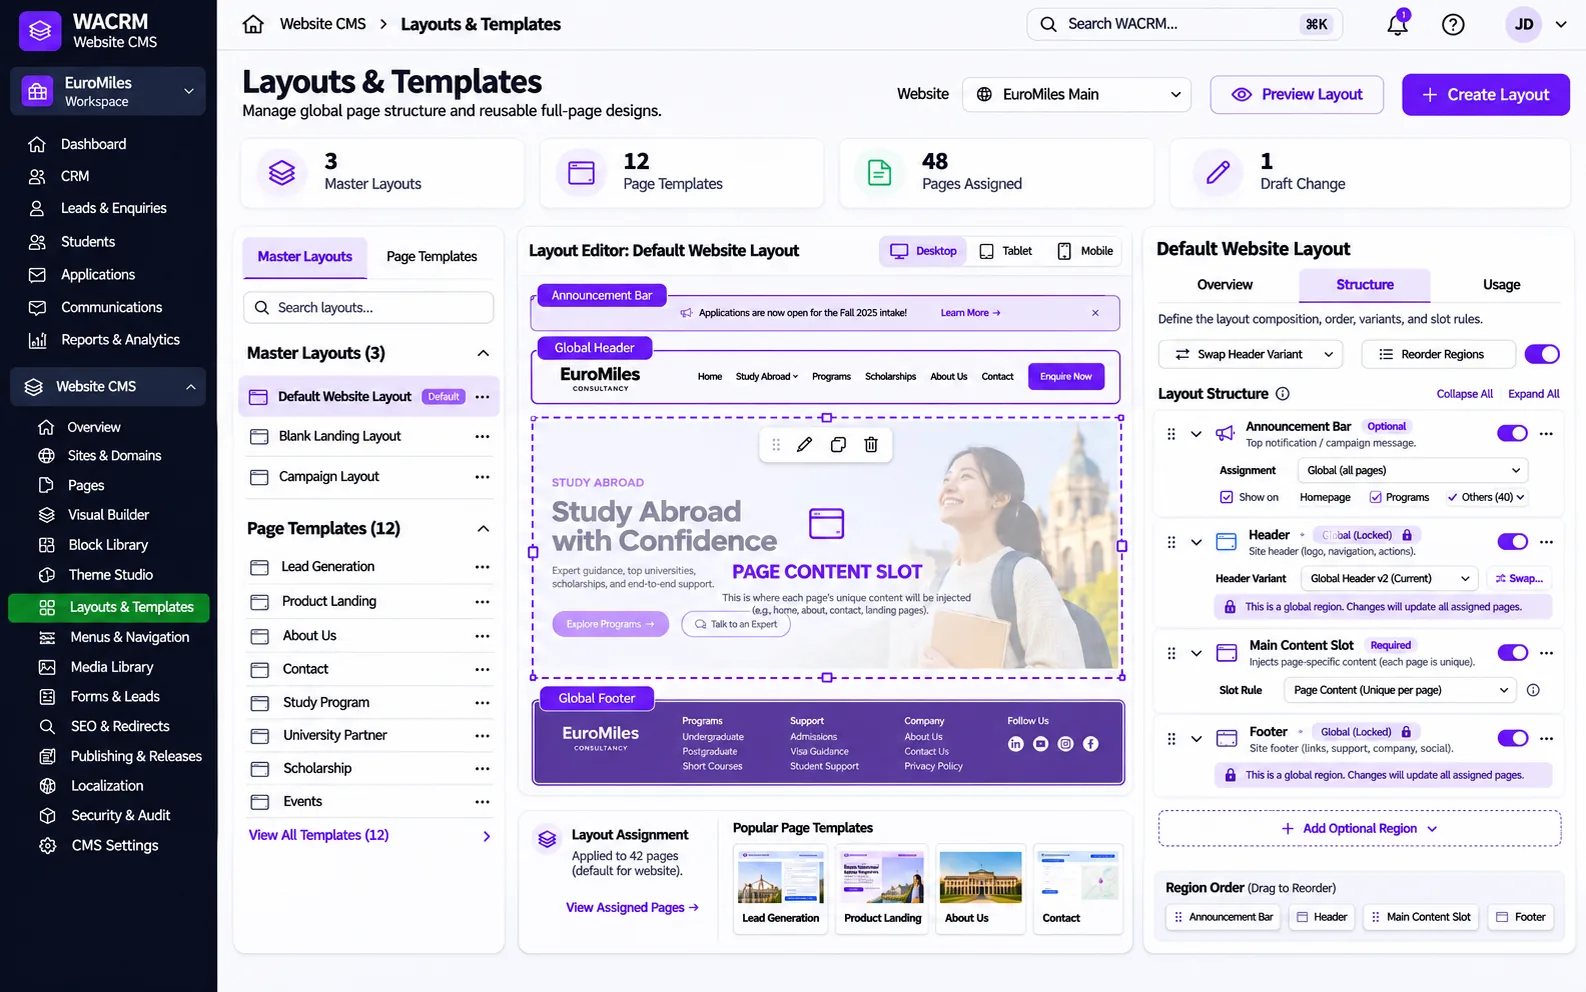 WACRM
Website CMS
EuroMiles
Workspace
Dashboard
CRM
Leads & Enquiries
Students
Applications
Communications
Reports & Analytics
Website CMS
Overview
Sites & Domains
Pages
Visual Builder
Block Library
Theme Studio
Layouts & Templates
Menus & Navigation
Media Library
Forms & Leads
SEO & Redirects
Publishing & Releases
Localization
Security & Audit
CMS Settings
Website CMS > Layouts & Templates
Search WACRM... ⌘K
1
JD
Layouts & Templates
Manage global page structure and reusable full-page designs.
Website
EuroMiles Main
Preview Layout
+ Create Layout
3
Master Layouts
12
Page Templates
48
Pages Assigned
1
Draft Change
Master Layouts
Page Templates
Search layouts...
Master Layouts (3)
Default Website Layout Default
Blank Landing Layout
Campaign Layout
Page Templates (12)
Lead Generation
Product Landing
About Us
Contact
Study Program
University Partner
Scholarship
Events
View All Templates (12)
Layout Editor: Default Website Layout
Desktop
Tablet
Mobile
Announcement Bar
Applications are now open for the Fall 2025 intake! Learn More →
Global Header
EuroMiles
CONSULTANCY
Home Study Abroad Programs Scholarships About Us Contact Enquire Now
STUDY ABROAD
Study Abroad
with Confidence
Expert guidance, top universities,
scholarships, and end-to-end support.
Explore Programs →
Talk to an Expert
PAGE CONTENT SLOT
This is where each page's unique content will be injected
(e.g., home, about, contact, landing pages).
Global Footer
EuroMiles
CONSULTANCY
Programs
Undergraduate
Postgraduate
Short Courses
Support
Admissions
Visa Guidance
Student Support
Company
About Us
Contact Us
Privacy Policy
Follow Us
Layout Assignment
Applied to 42 pages
(default for website).
View Assigned Pages →
Popular Page Templates
Lead Generation
Product Landing
About Us
Contact
Default Website Layout
Overview
Structure
Usage
Define the layout composition, order, variants, and slot rules.
Swap Header Variant
Reorder Regions
Layout Structure
Collapse All
Expand All
Announcement Bar Optional
Top notification / campaign message.
Assignment Global (all pages)
Show on Homepage Programs Others (40)
Header • Global (Locked)
Site header (logo, navigation, actions).
Header Variant Global Header v2 (Current) Swap...
This is a global region. Changes will update all assigned pages.
Main Content Slot Required
Injects page-specific content (each page is unique).
Slot Rule Page Content (Unique per page)
Footer • Global (Locked)
Site footer (links, support, company, social).
This is a global region. Changes will update all assigned pages.
+ Add Optional Region
Region Order (Drag to Reorder)
Announcement Bar
Header
Main Content Slot
Footer